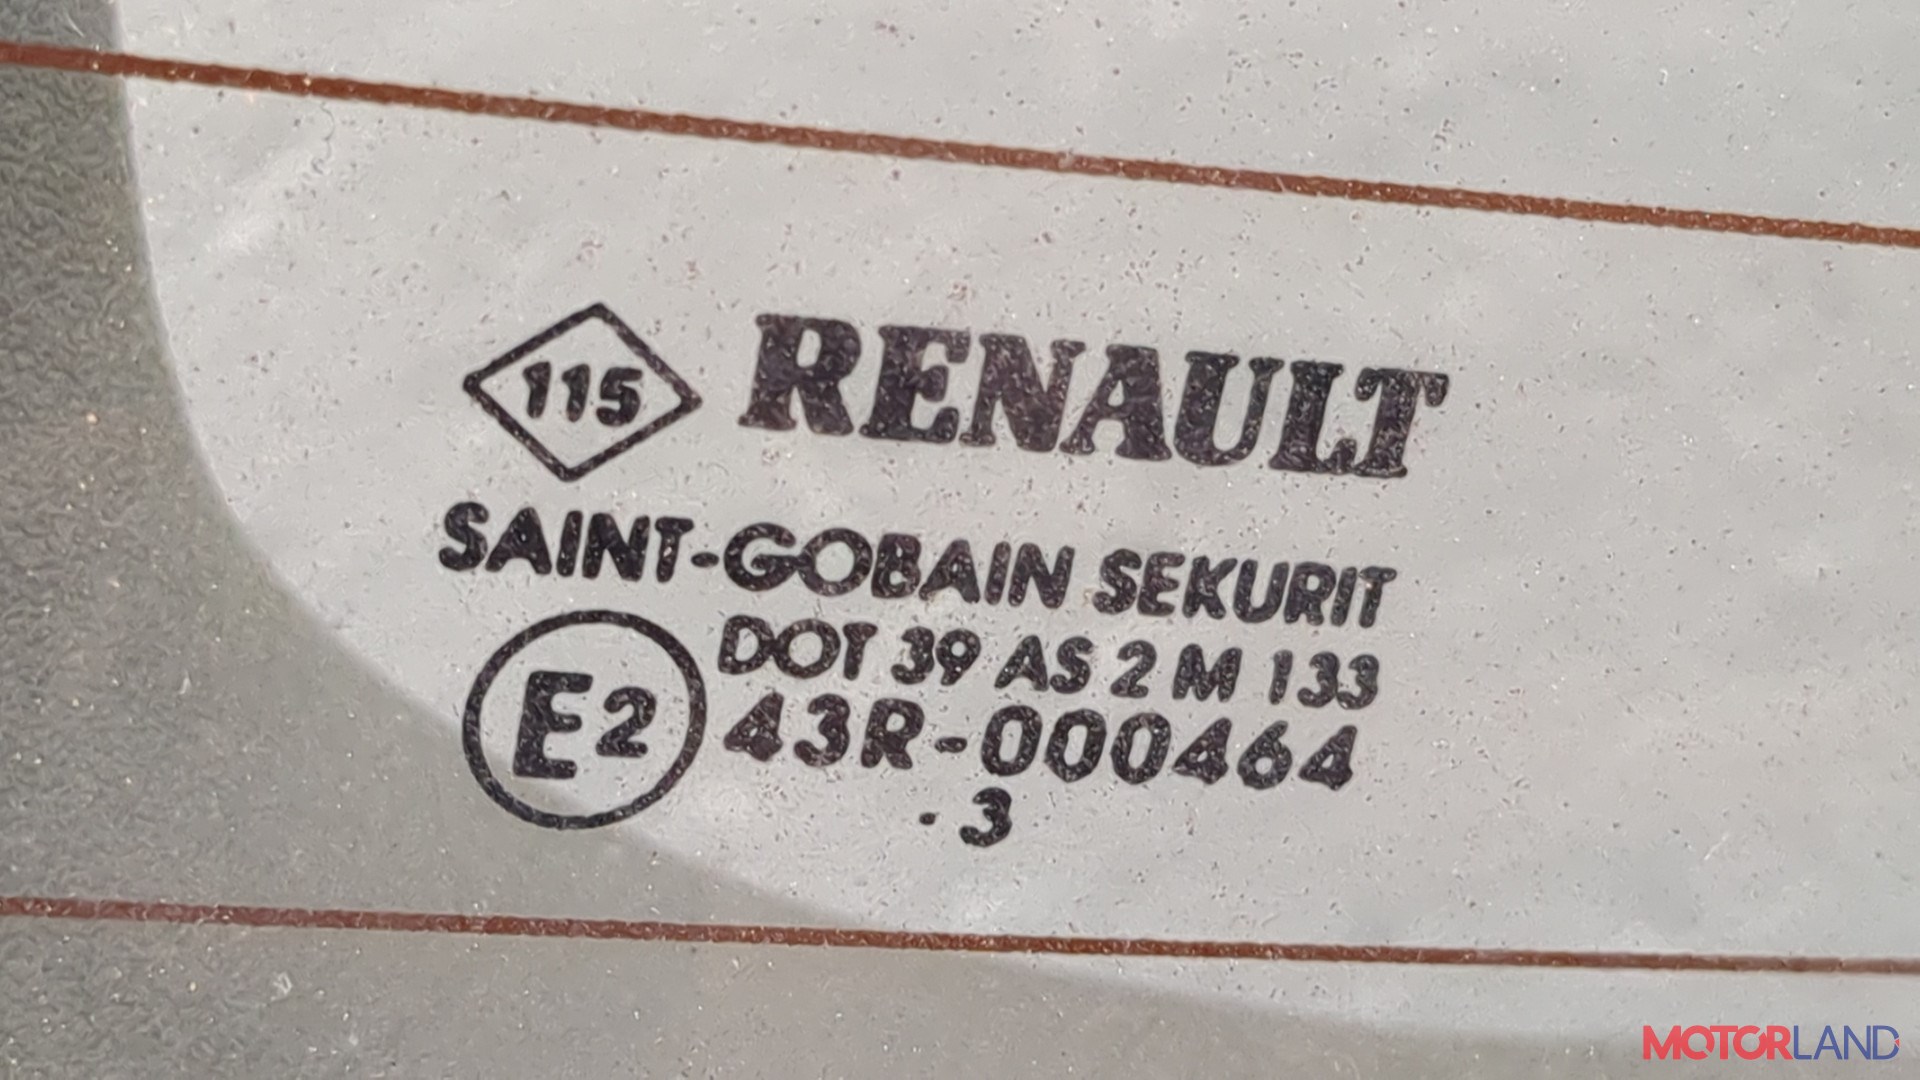 115 RENAULT
SAINT-GOBAIN SEKURIT
DOT 39 AS 2 M 133
E2 43R-000464
. 3
MOTORLAND